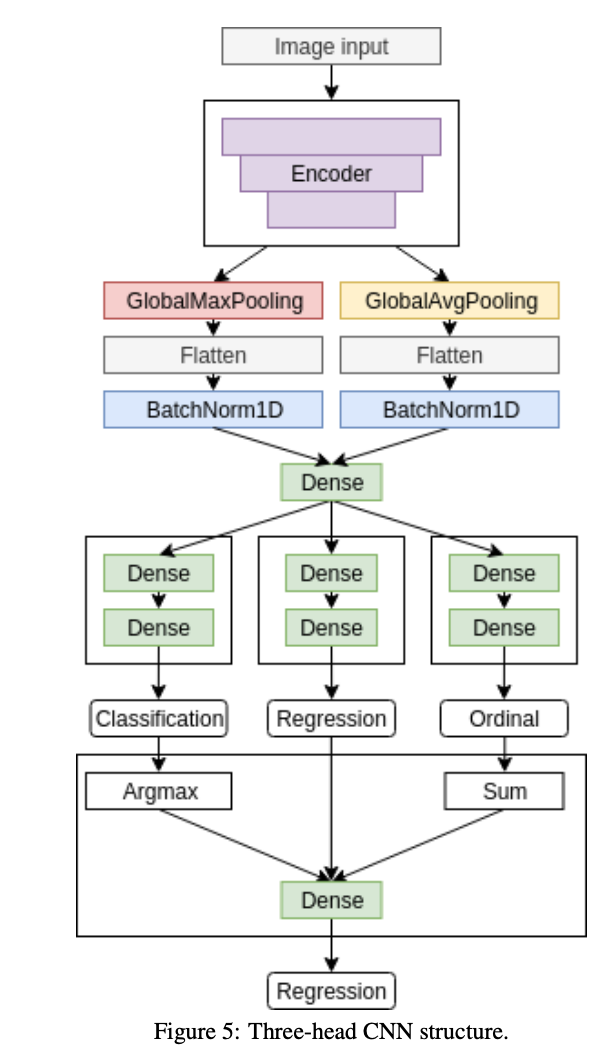 Image input
Encoder
GlobalMaxPooling
GlobalAvgPooling
Flatten
Flatten
BatchNorm1D
BatchNorm1D
Dense
Dense
Dense
Dense
Dense
Dense
Dense
Classification
Regression
Ordinal
Argmax
Sum
Dense
Regression
Figure 5: Three-head CNN structure.